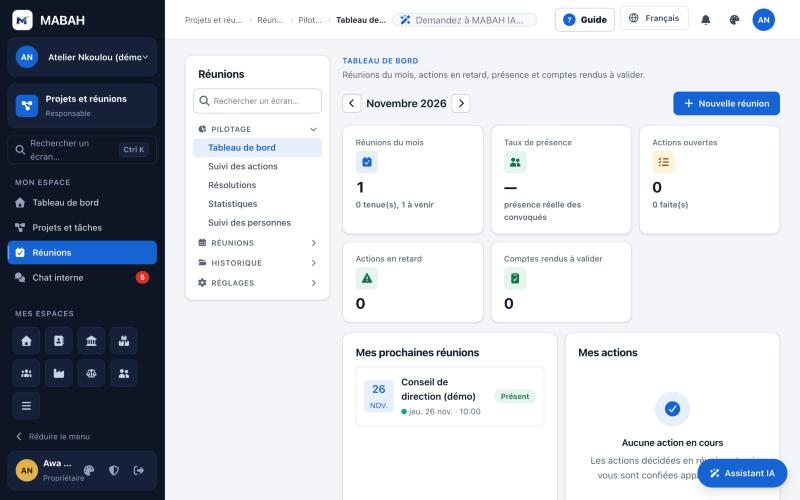 MABAH
Projets et réu... › Réun... › Pilot... › Tableau de...
Demandez à MABAH IA...
? Guide
Français
AN
AN Atelier Nkoulou (démo
Projets et réunions
Responsable
Rechercher un
écran...
Ctrl K
MON ESPACE
Tableau de bord
Projets et tâches
Réunions
Chat interne 5
MES ESPACES
Réduire le menu
AN Awa ...
Propriétaire
Réunions
Rechercher un écran...
PILOTAGE
Tableau de bord
Suivi des actions
Résolutions
Statistiques
Suivi des personnes
RÉUNIONS
HISTORIQUE
RÉGLAGES
TABLEAU DE BORD
Réunions du mois, actions en retard, présence et comptes rendus à valider.
Novembre 2026
+ Nouvelle réunion
Réunions du mois
1
0 tenue(s), 1 à venir
Taux de présence
—
présence réelle des
convoqués
Actions ouvertes
0
0 faite(s)
Actions en retard
0
Comptes rendus à valider
0
Mes prochaines réunions
26
NOV.
Conseil de
direction (démo)
jeu. 26 nov. · 10:00
Présent
Mes actions
Aucune action en cours
Les actions décidées en
vous sont confiées
Assistant IA